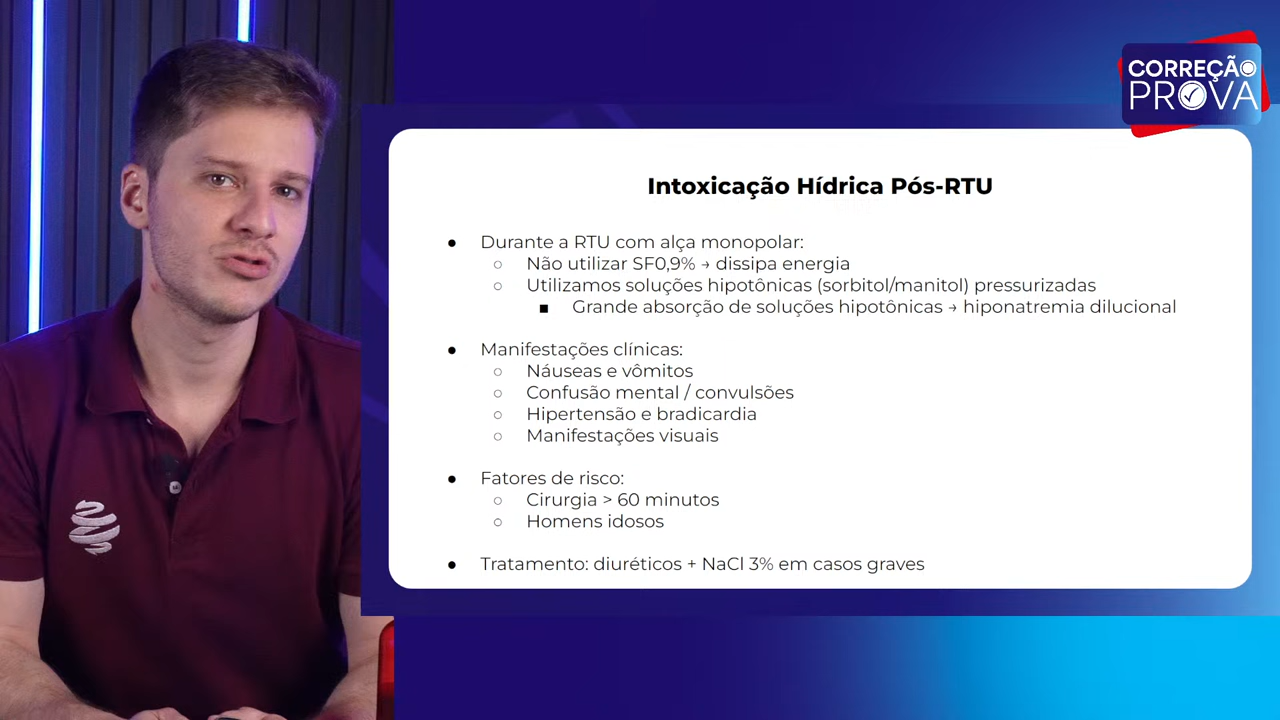 CORREÇÃO
PROVA
Intoxicação Hídrica Pós-RTU
● Durante a RTU com alça monopolar:
○ Não utilizar SF0,9% → dissipa energia
○ Utilizamos soluções hipotônicas (sorbitol/manitol) pressurizadas
■ Grande absorção de soluções hipotônicas → hiponatremia dilucional
● Manifestações clínicas:
○ Náuseas e vômitos
○ Confusão mental / convulsões
○ Hipertensão e bradicardia
○ Manifestações visuais
● Fatores de risco:
○ Cirurgia > 60 minutos
○ Homens idosos
● Tratamento: diuréticos + NaCl 3% em casos graves